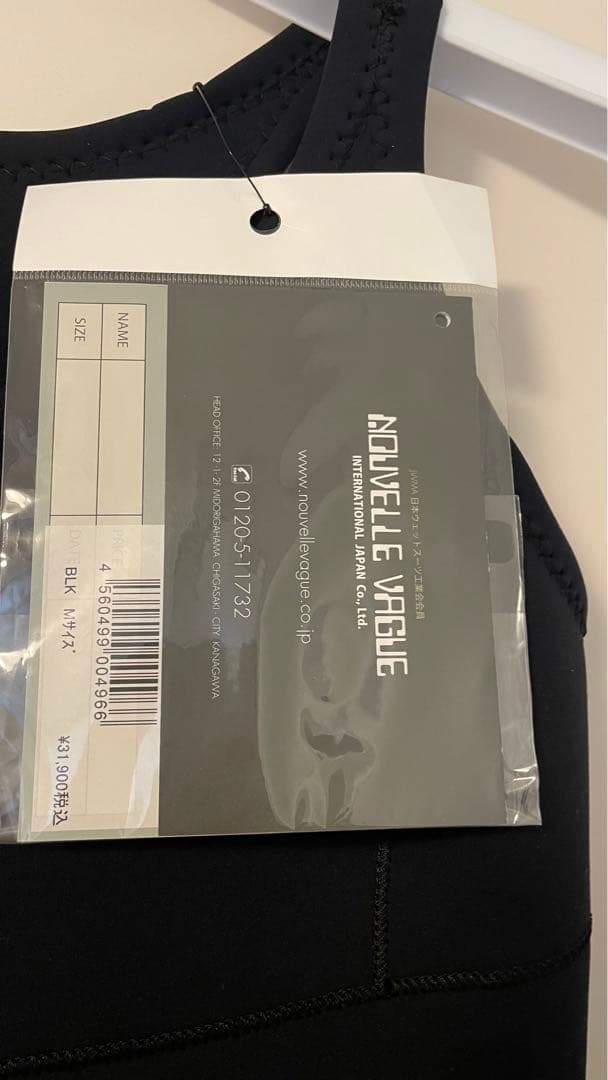 JWMA 日本ウェットスーツ工業会会員
NOUVELLE VAGUE
INTERNATIONAL JAPAN Co., Ltd.
www.nouvellevague.co.jp
0120-5-11732
HEAD OFFICE: 12-1-2F MIDORIGAHAMA CHIGASAKI-CITY KANAGAWA
NAME
PRICE
SIZE
DATE
4 560499 004966
BLK Mサイズ
¥31,900税込